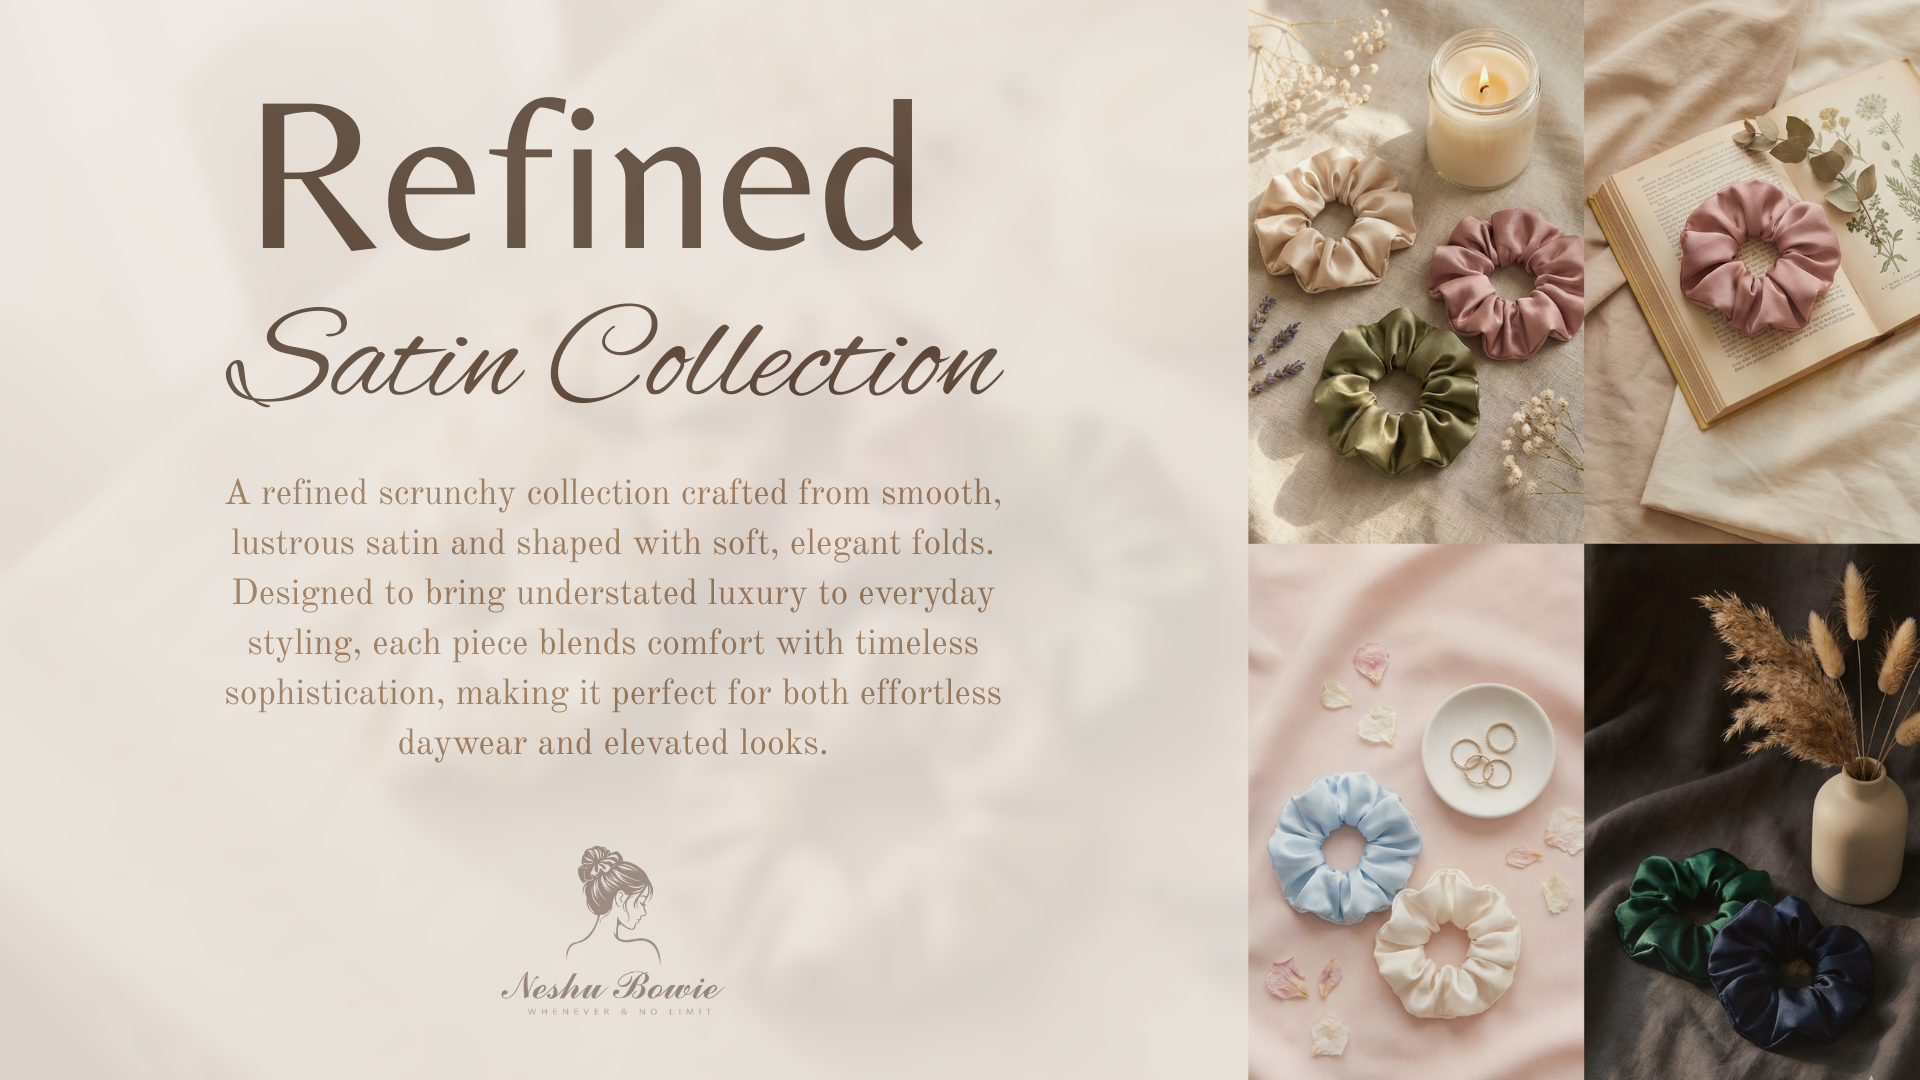 Refined
Satin Collection
A refined scrunchy collection crafted from smooth,
lustrous satin and shaped with soft, elegant folds.
Designed to bring understated luxury to everyday
styling, each piece blends comfort with timeless
sophistication, making it perfect for both effortless
daywear and elevated looks.
Neshu Bowie
WHENEVER & NO LIMIT